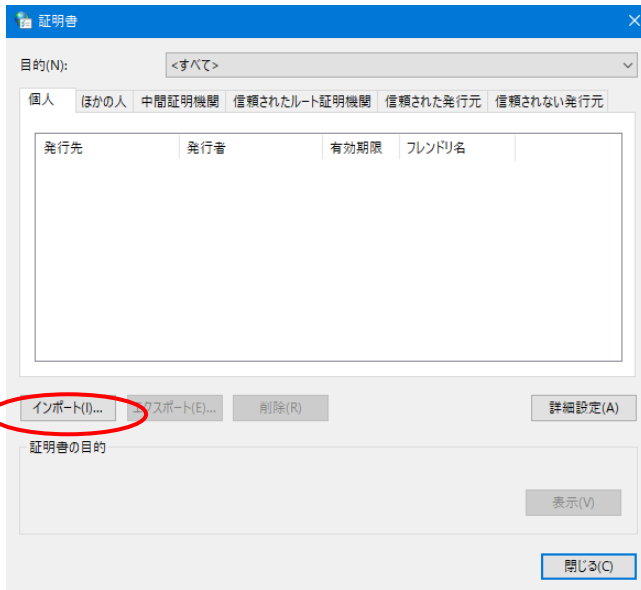 証明書
目的(N): <すべて>
個人 ほかの人 中間証明機関 信頼されたルート証明機関 信頼された発行元 信頼されない発行元
発行先 発行者 有効期限 フレンドリ名
インポート(I)... エクスポート(E)... 削除(R) 詳細設定(A)
証明書の目的
表示(V)
閉じる(C)